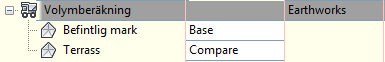 Volymberäkning Earthworks
Befintlig mark Base
Terrass Compare